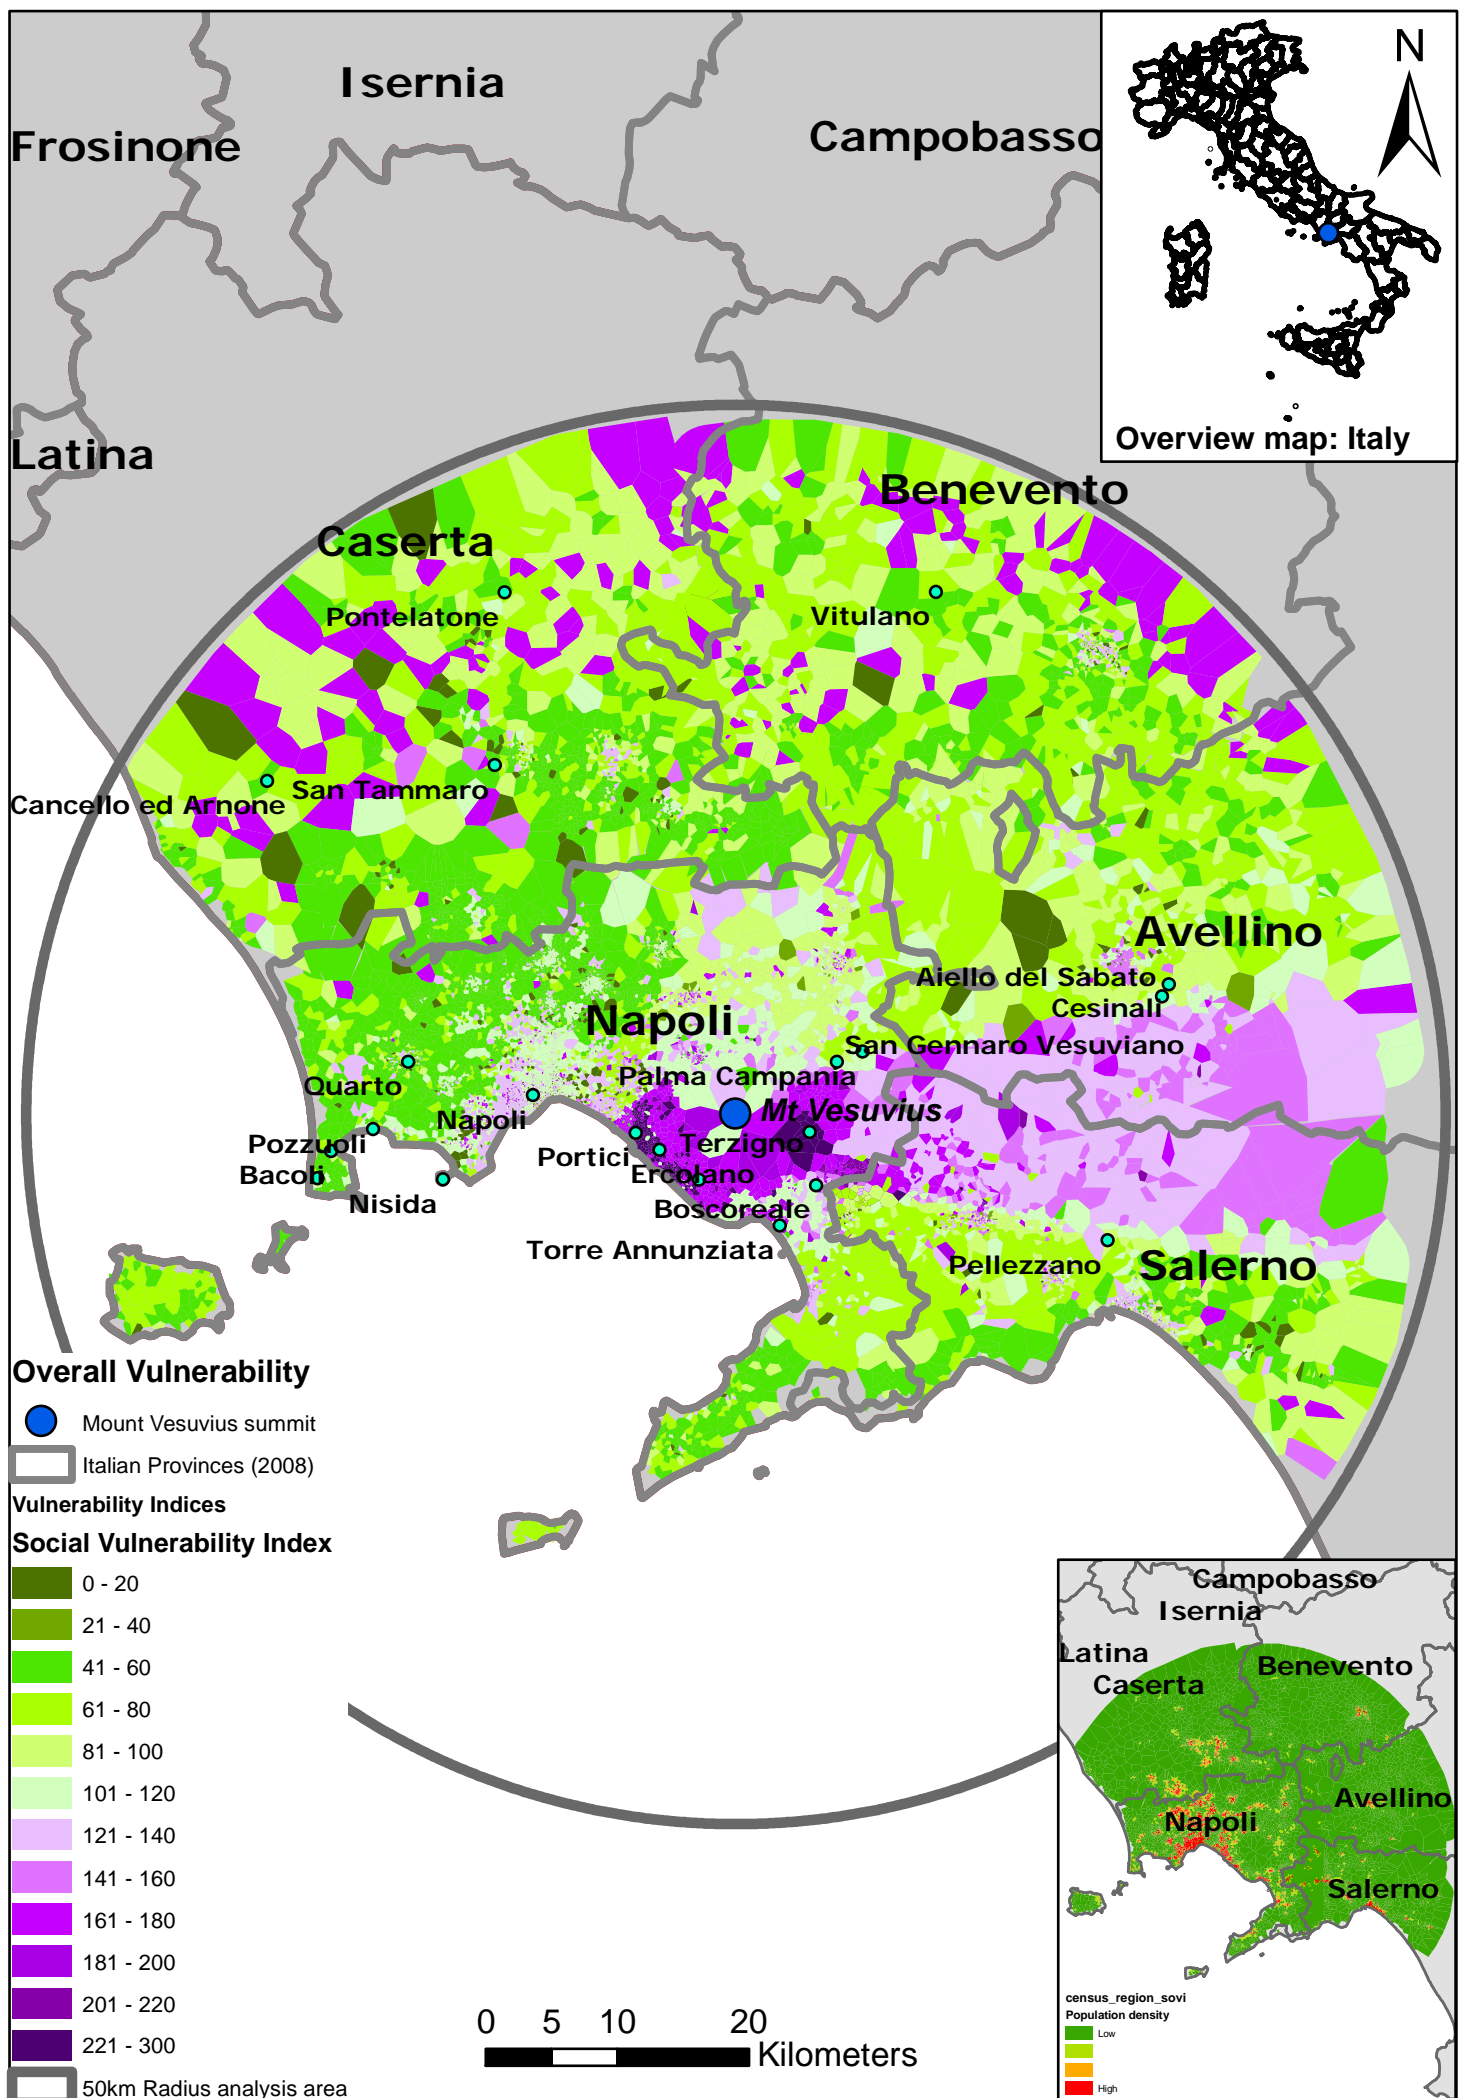 Isernia
Frosinone
Campobasso
N
Overview map: Italy
Latina
Benevento
Caserta
Pontelatone
Vitulano
Cancello ed Arnone
San Tammaro
Avellino
Aiello del Sabato
Cesinali
Napoli
San Gennaro Vesuviano
Palma Campania
Quarto
Mt Vesuvius
Napoli
Pozzuoli
Terzigno
Portici
Bacoli
Ercolano
Nisida
Boscoreale
Torre Annunziata
Pellezzano
Salerno
Overall Vulnerability
Mount Vesuvius summit
Italian Provinces (2008)
Vulnerability Indices
Social Vulnerability Index
0 - 20
21 - 40
41 - 60
61 - 80
81 - 100
101 - 120
121 - 140
141 - 160
161 - 180
181 - 200
201 - 220
221 - 300
50km Radius analysis area
0 5 10 20
Kilometers
Campobasso
Isernia
Latina
Benevento
Caserta
Avellino
Napoli
Salerno
census_region_sovi
Population density
Low
High